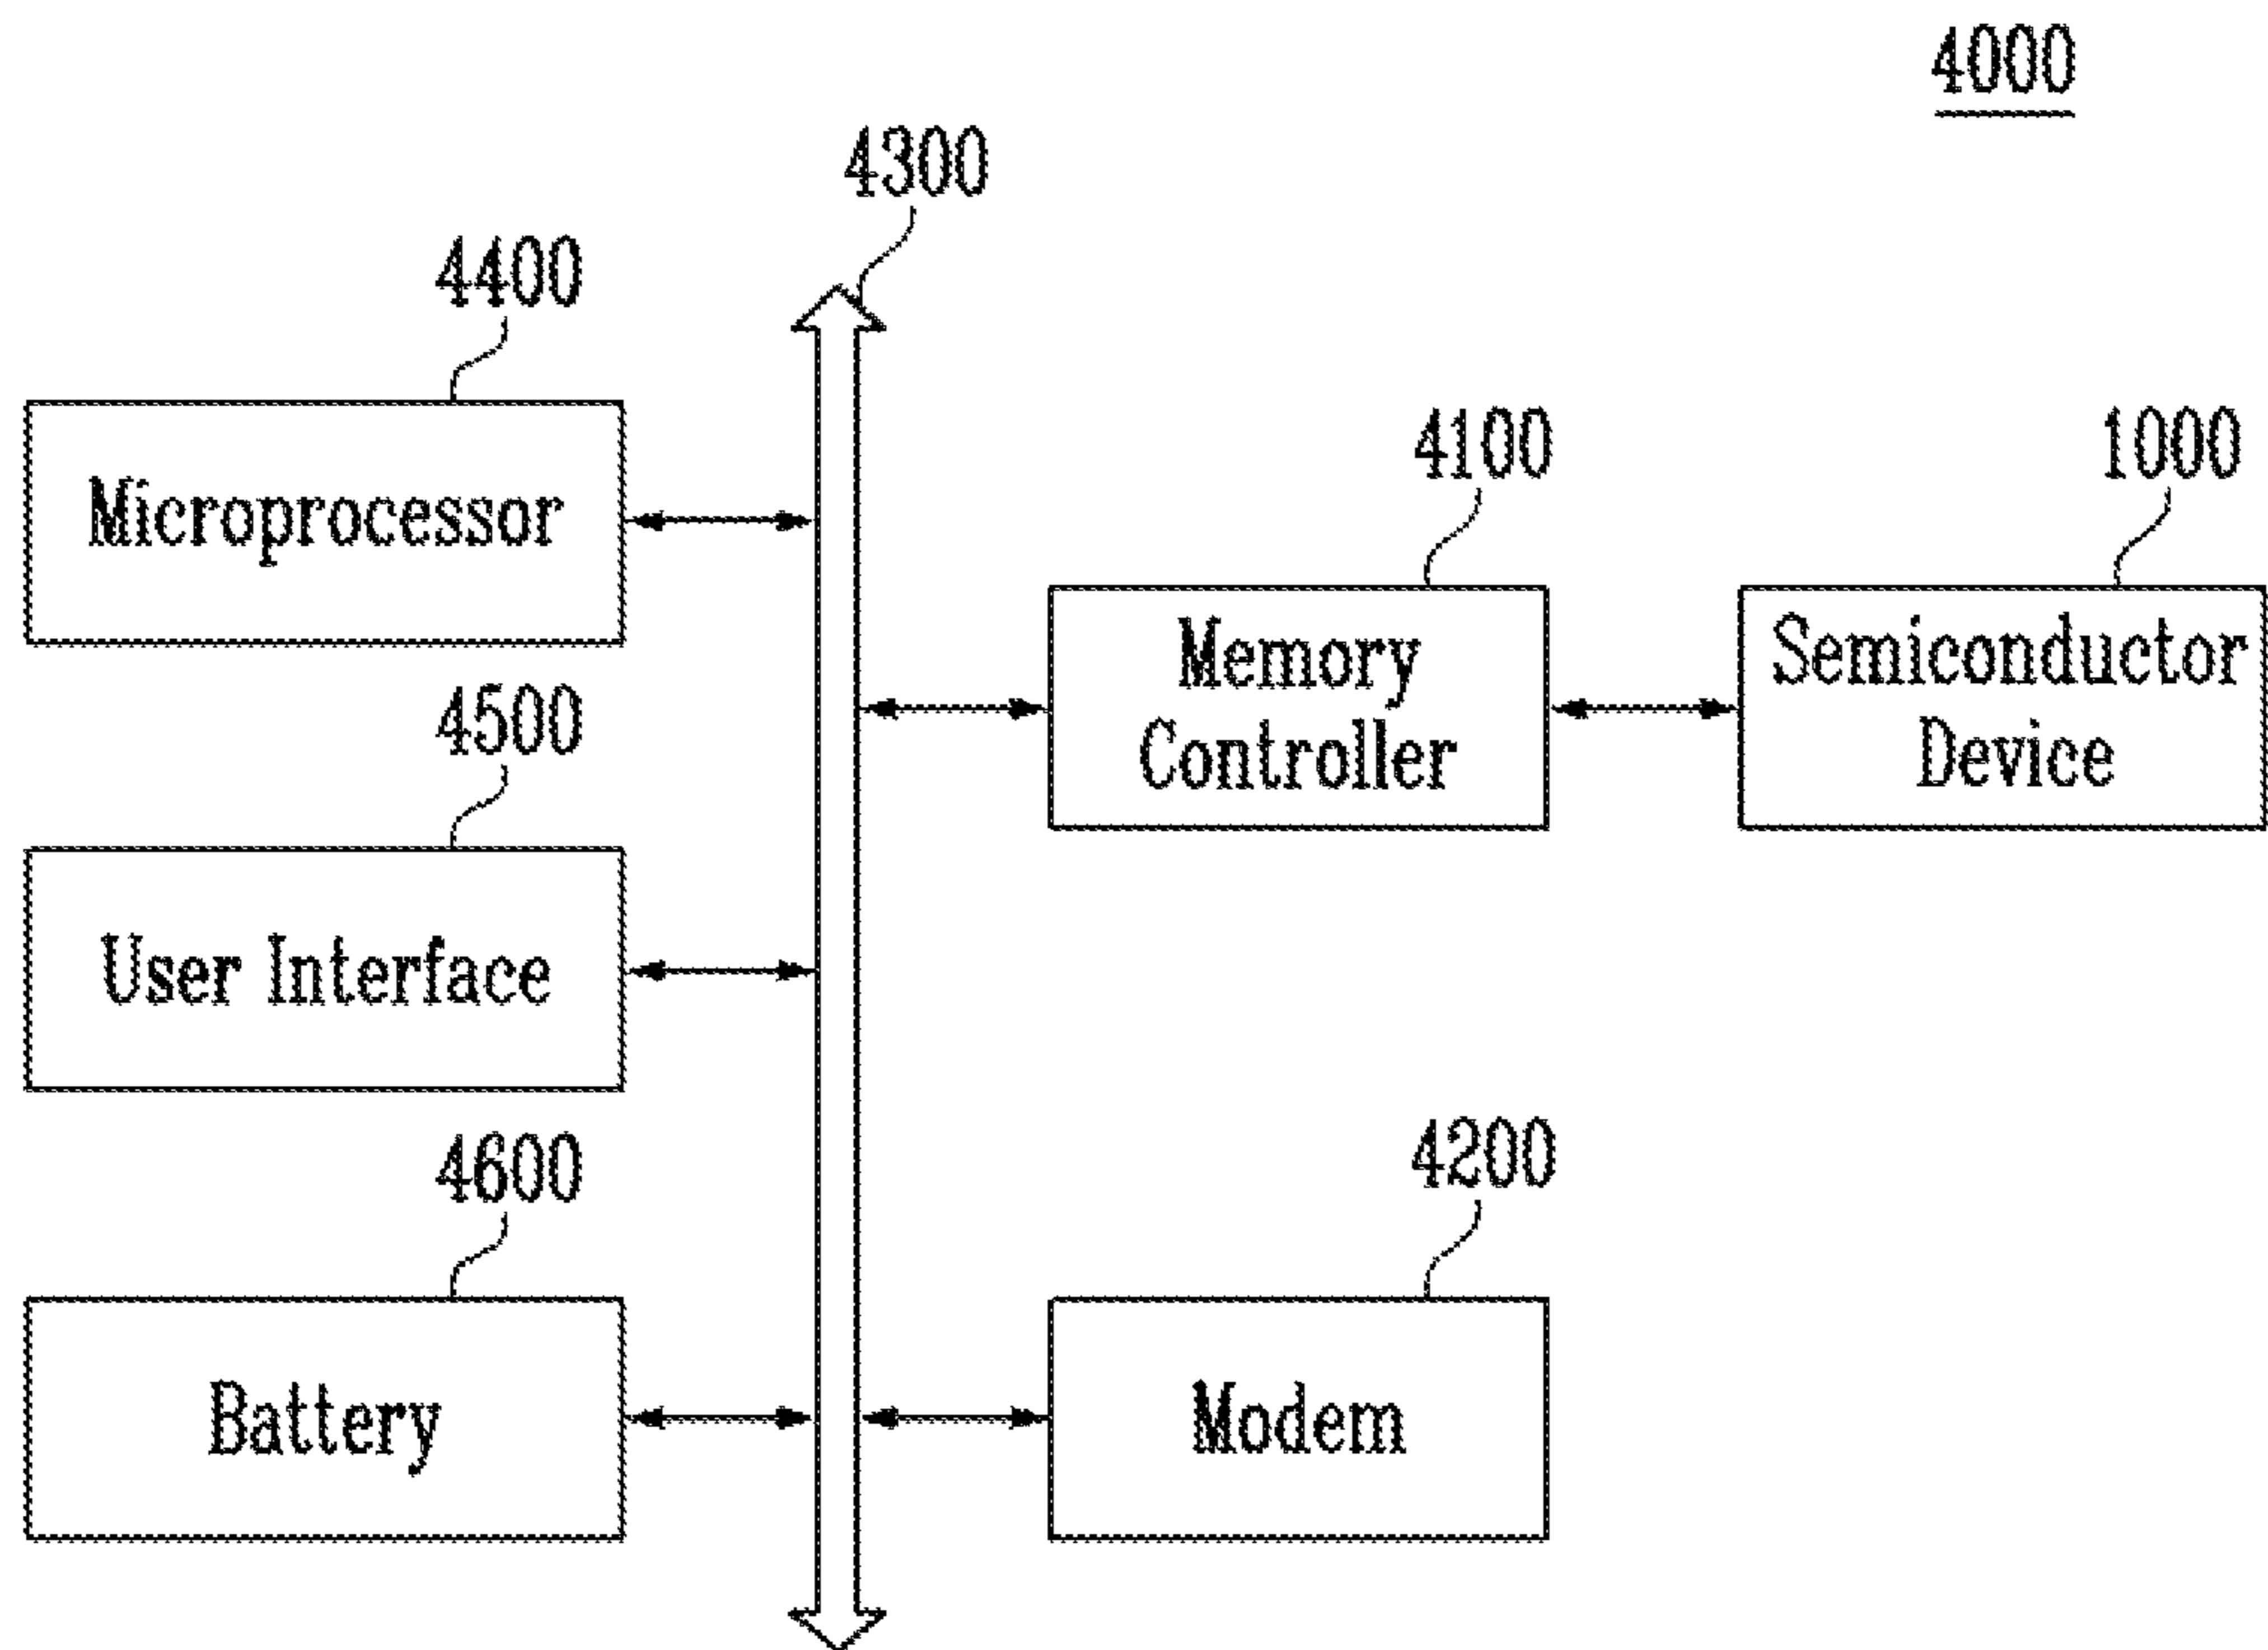 4000
4300
4400
Microprocessor
4100
1000
Memory
Controller
Semiconductor
Device
4500
User Interface
4600
Battery
4200
Modem